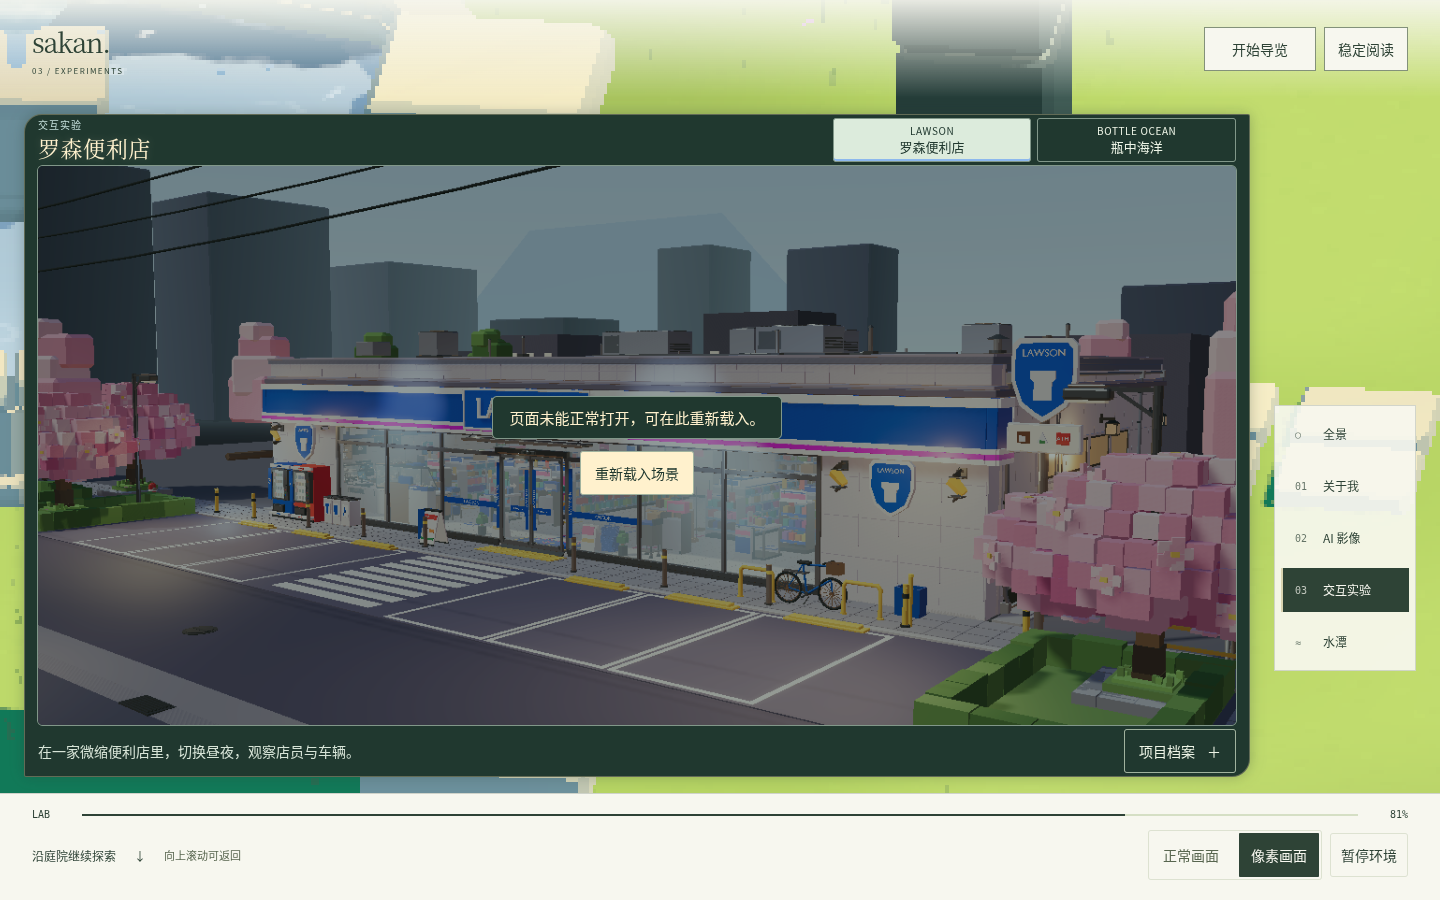 sakan.
03 / EXPERIMENTS
开始导览
稳定阅读
交互实验
罗森便利店
LAWSON
罗森便利店
BOTTLE OCEAN
瓶中海洋
LAWSON
LAWSON
页面未能正常打开，可在此重新载入。
重新载入场景
○ 全景
01 关于我
02 AI 影像
03 交互实验
≈ 水潭
在一家微缩便利店里，切换昼夜，观察店员与车辆。
项目档案 ＋
LAB
81%
沿庭院继续探索 ↓ 向上滚动可返回
正常画面
像素画面
暂停环境